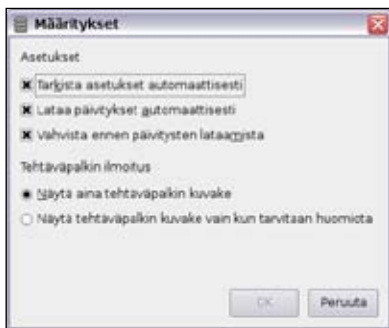 Määritykset
Asetukset
Tarkista asetukset automaattisesti
Lataa päivitykset automaattisesti
Vahvista ennen päivitysten lataamista
Tehtäväpalkin ilmoitus
Näytä aina tehtäväpalkin kuvake
Näytä tehtäväpalkin kuvake vain kun tarvitaan huomiota
OK
Peruuta